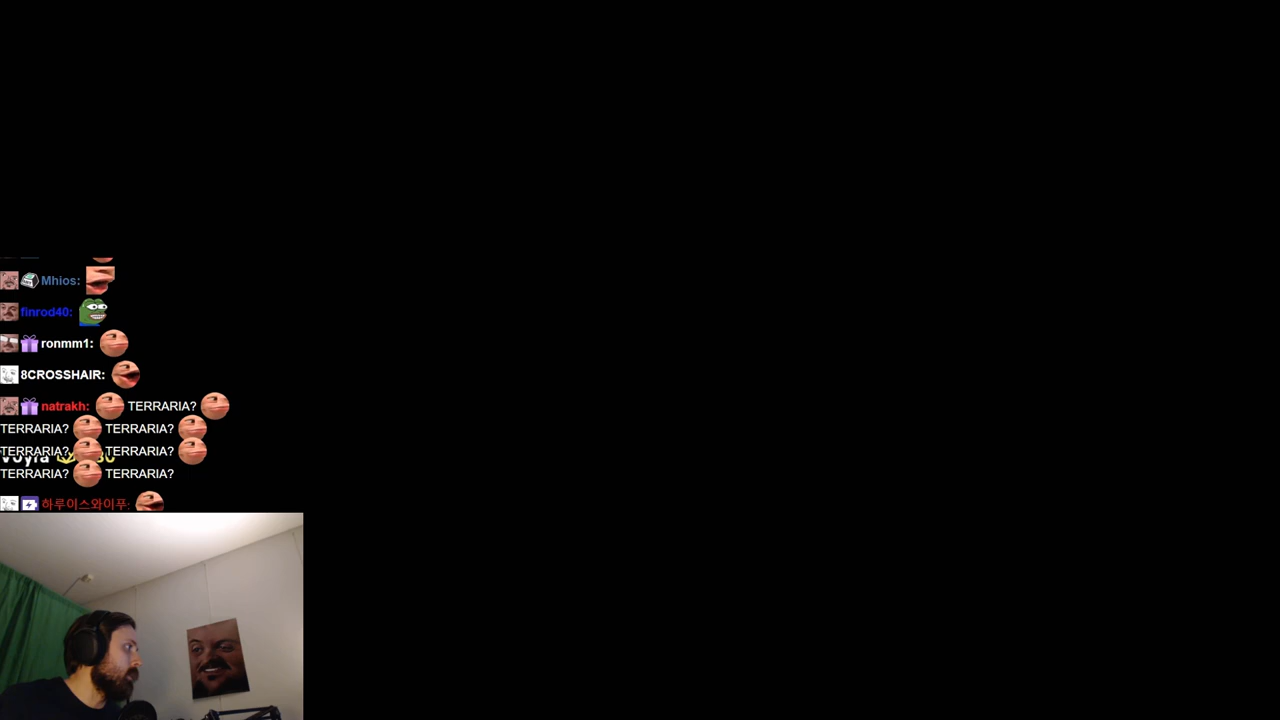 Mhios:
finrod40:
ronmm1:
8CROSSHAIR:
natrakh: TERRARIA?
TERRARIA? TERRARIA?
TERRARIA? TERRARIA?
TERRARIA? TERRARIA?
하루이스와이푸: